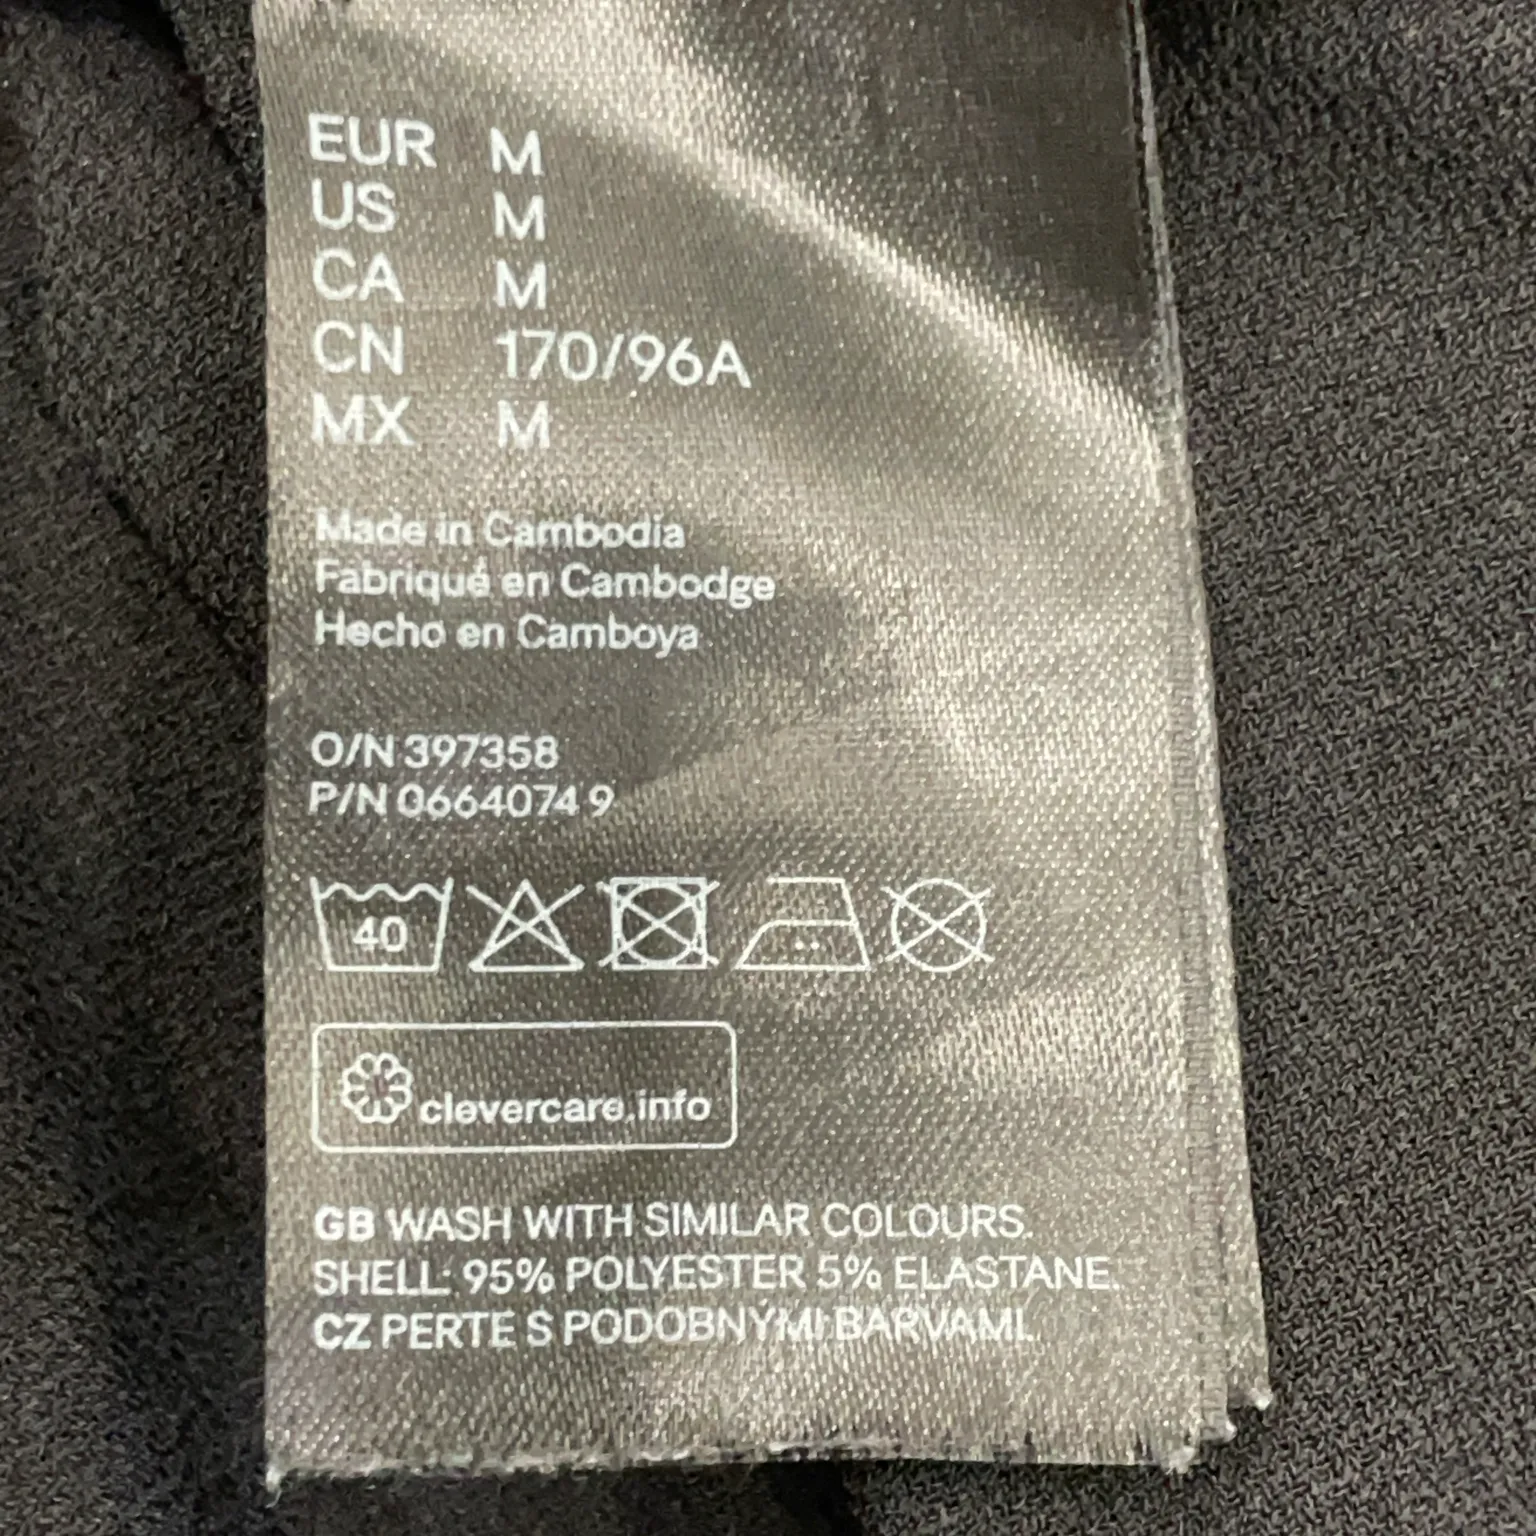 EUR M
US M
CA M
CN 170/96A
MX M
Made in Cambodia
Fabriqué en Cambodge
Hecho en Camboya
O/N 397358
P/N 0664074 9
40
clevercare.info
GB WASH WITH SIMILAR COLOURS.
SHELL: 95% POLYESTER 5% ELASTANE.
CZ PERTE S PODOBNÝMI BARVAMI.